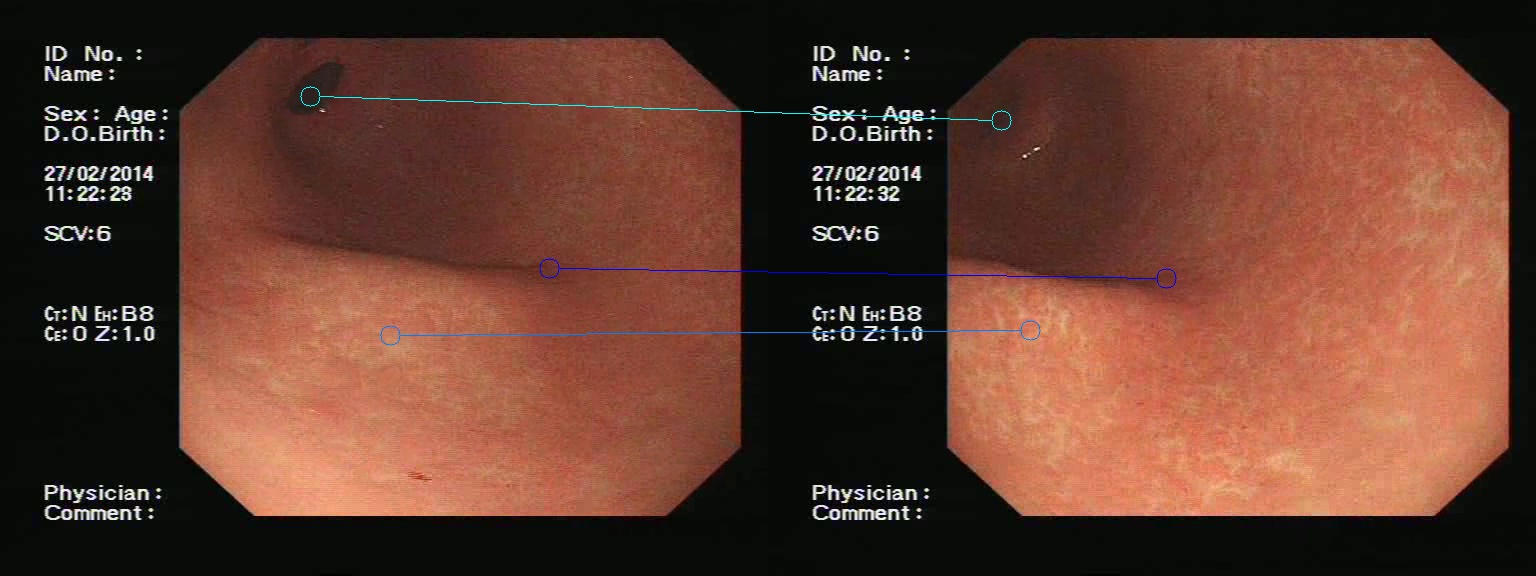 ID No. :
Name:
Sex: Age:
D.O.Birth:
27/02/2014
11:22:28
SCV:6
CT:N EH:B8
CE:0 Z:1.0
Physician:
Comment:
ID No. :
Name:
Sex: Age:
D.O.Birth:
27/02/2014
11:22:32
SCV:6
CT:N EH:B8
CE:0 Z:1.0
Physician:
Comment: